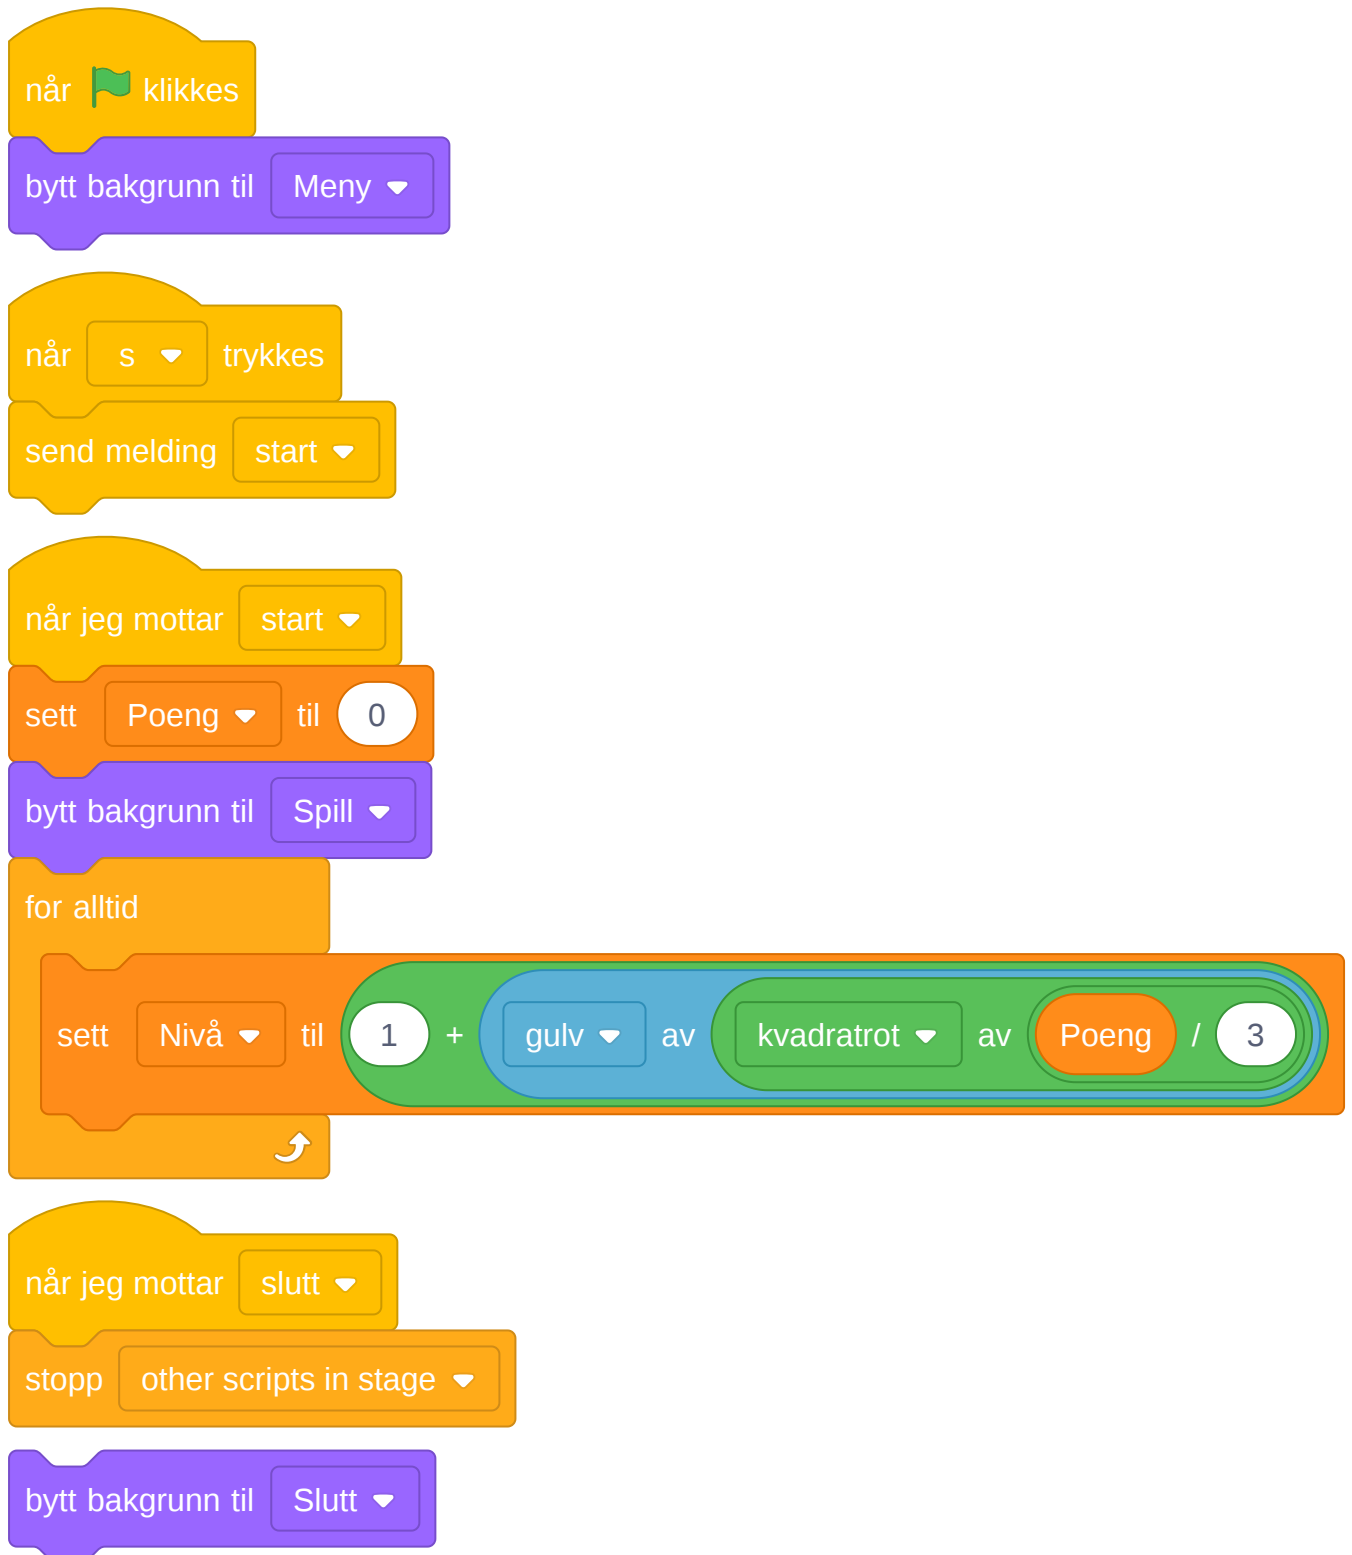 når klikkes
bytt bakgrunn til Meny
når s trykkes
send melding start
når jeg mottar start
sett Poeng til 0
bytt bakgrunn til Spill
for alltid
sett Nivå til 1 + gulv av kvadratrot av Poeng / 3
når jeg mottar slutt
stopp other scripts in stage
bytt bakgrunn til Slutt